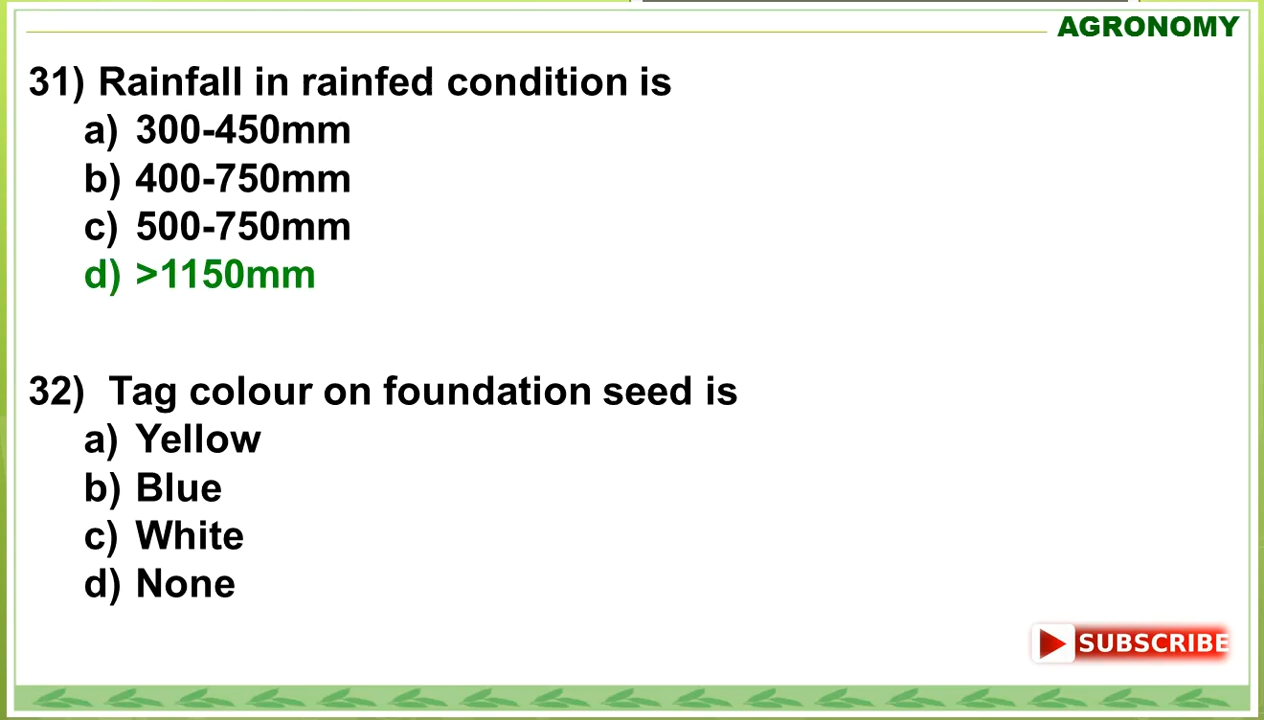 AGRONOMY
31) Rainfall in rainfed condition is
a) 300-450mm
b) 400-750mm
c) 500-750mm
d) >1150mm
32) Tag colour on foundation seed is
a) Yellow
b) Blue
c) White
d) None
SUBSCRIBE